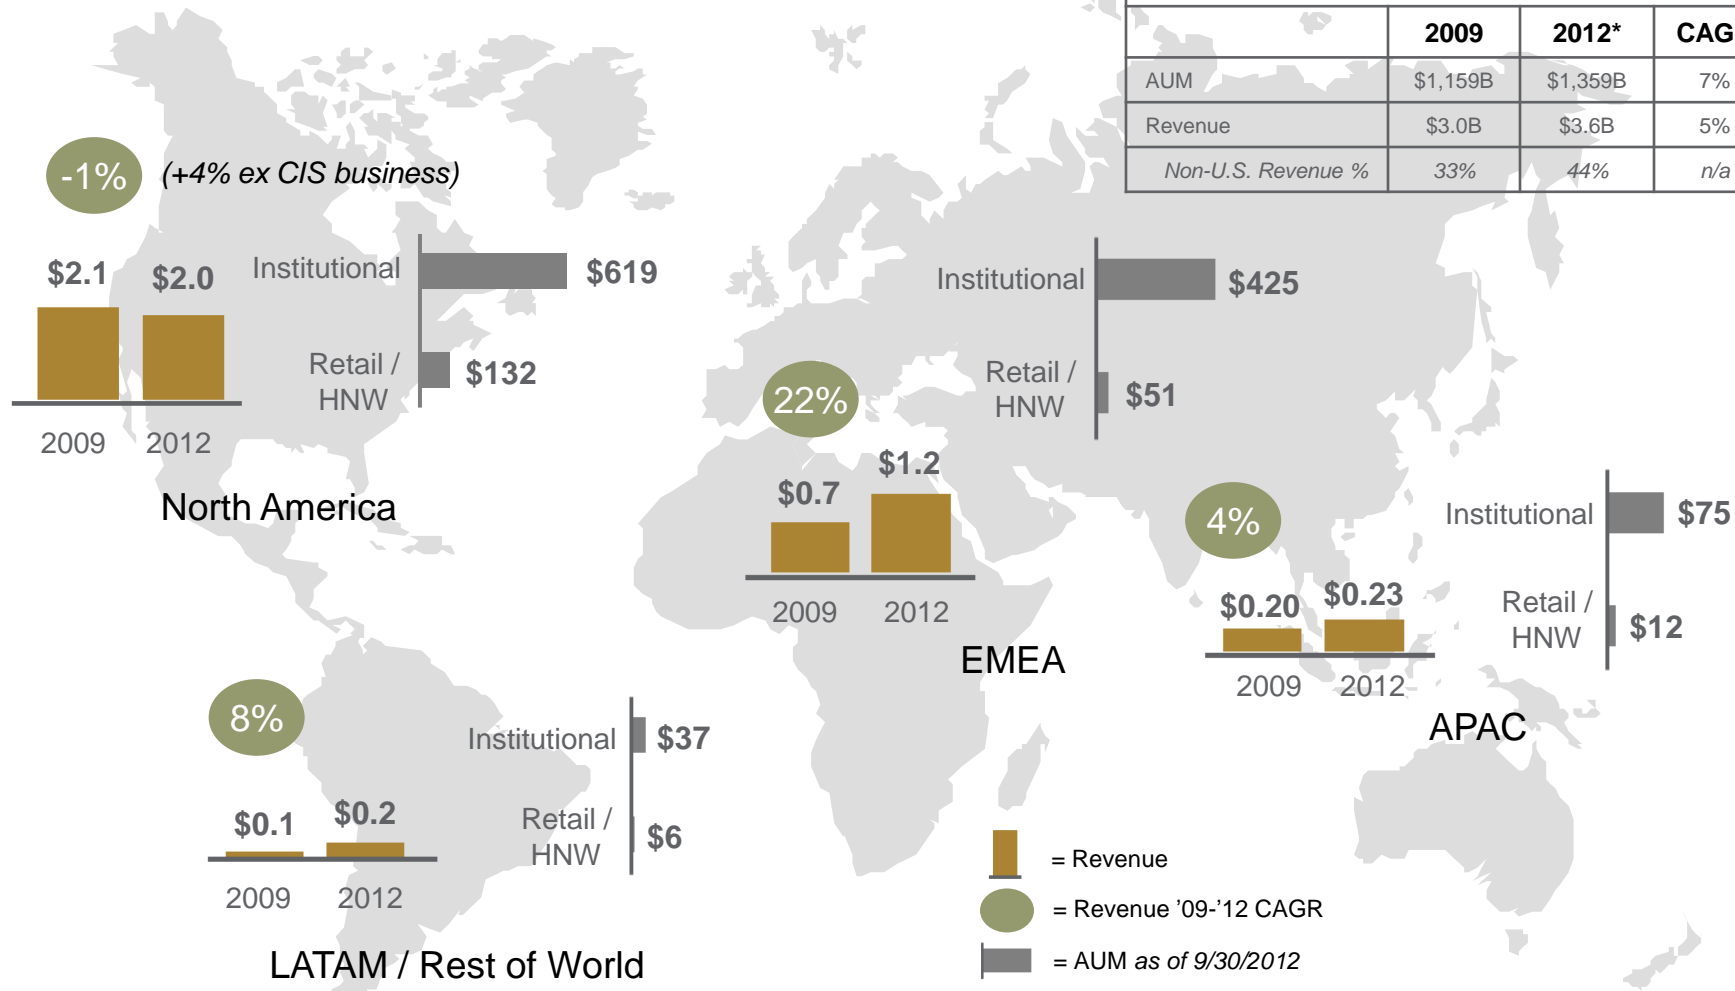 2009 2012* CAG
AUM $1,159B $1,359B 7%
Revenue $3.0B $3.6B 5%
Non-U.S. Revenue % 33% 44% n/a
-1% (+4% ex CIS business)
$2.1 $2.0
2009 2012
Institutional $619
Retail / HNW $132
North America
22%
$0.7 $1.2
2009 2012
Institutional $425
Retail / HNW $51
EMEA
4%
$0.20 $0.23
2009 2012
Institutional $75
Retail / HNW $12
APAC
8%
$0.1 $0.2
2009 2012
Institutional $37
Retail / HNW $6
LATAM / Rest of World
= Revenue
= Revenue '09-'12 CAGR
= AUM as of 9/30/2012